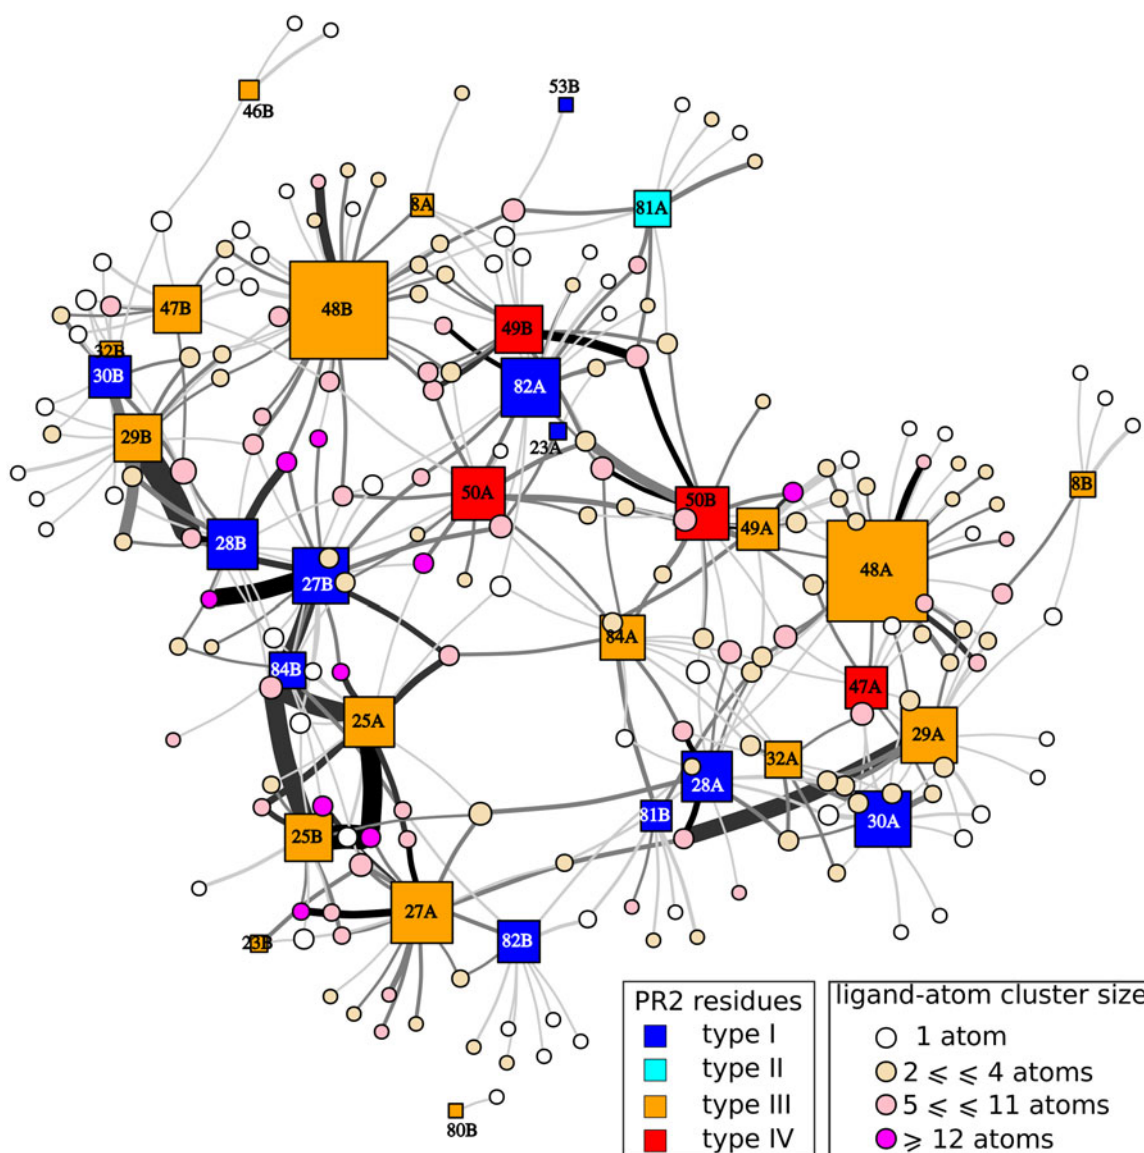 46B
53B
8A
81A
47B
48B
49B
32B
30B
82A
29B
23A
50A
50B
49A
8B
28B
27B
48A
84A
84B
47A
25A
29A
32A
28A
81B
30A
25B
27A
23B
82B
80B
PR2 residues
type I
type II
type III
type IV
ligand-atom cluster size
1 atom
2 ⩽ ⩽ 4 atoms
5 ⩽ ⩽ 11 atoms
⩾ 12 atoms